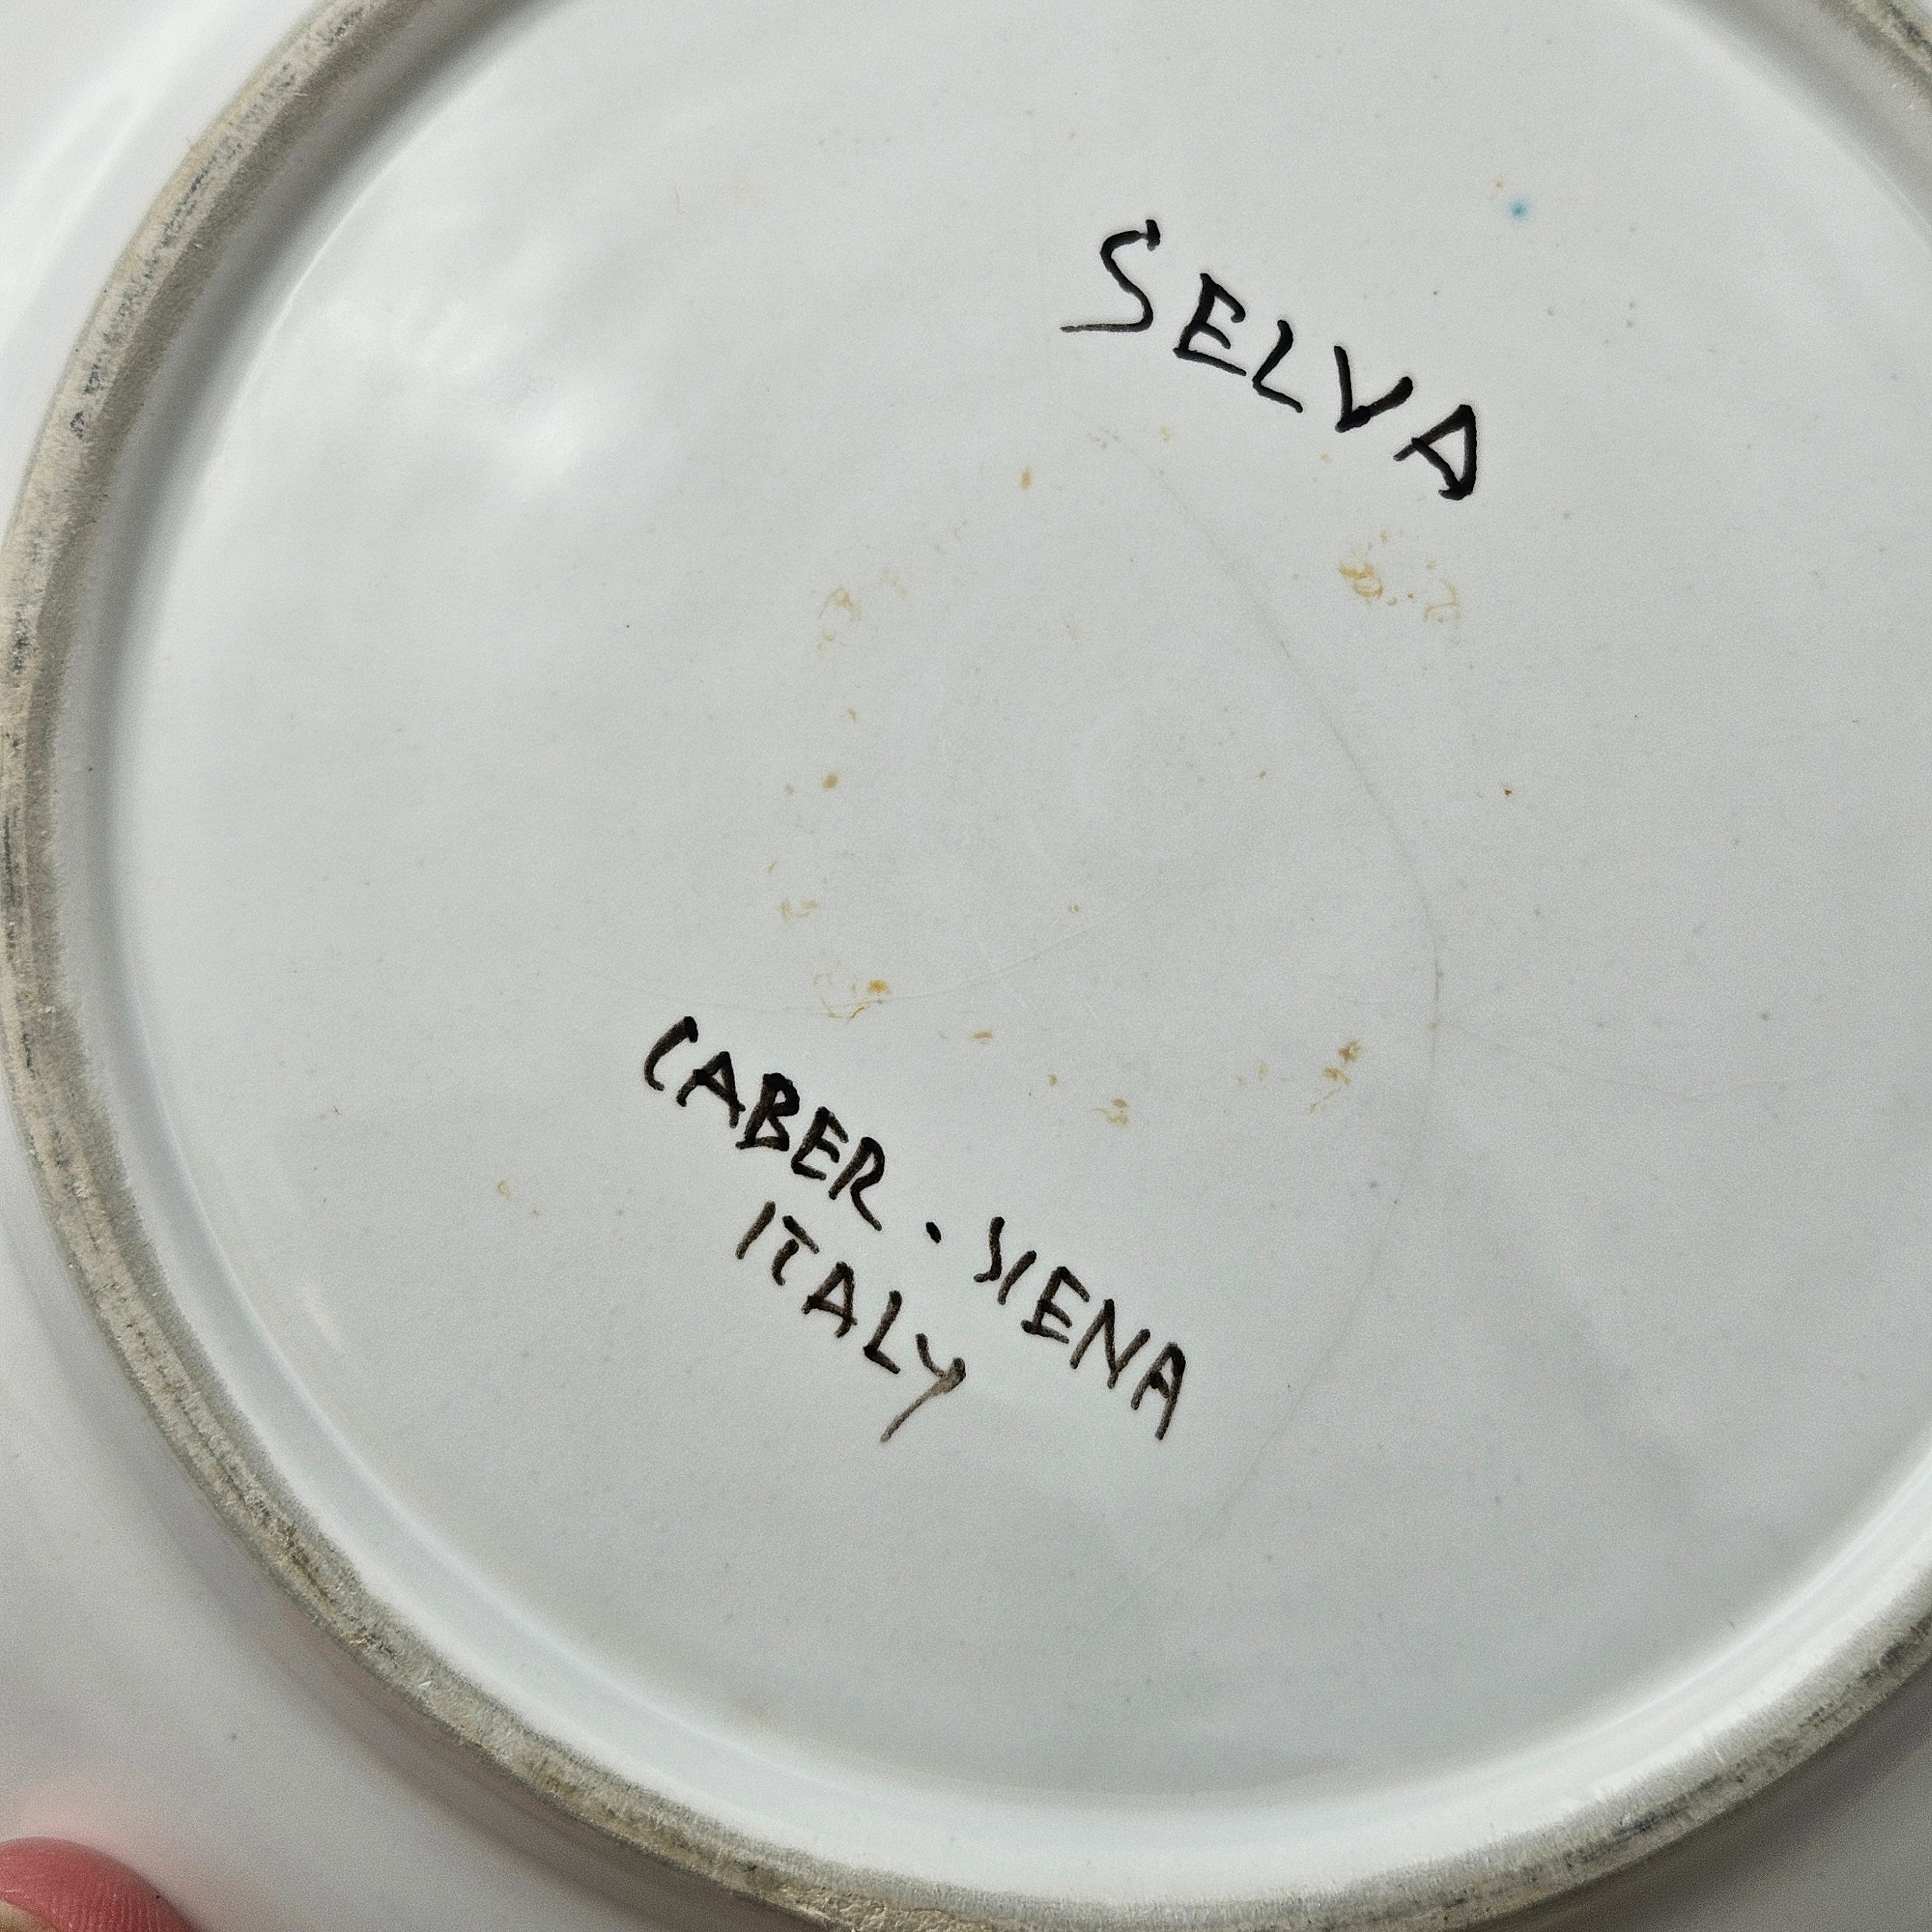 SELVA
CABER . SIENA
ITALY